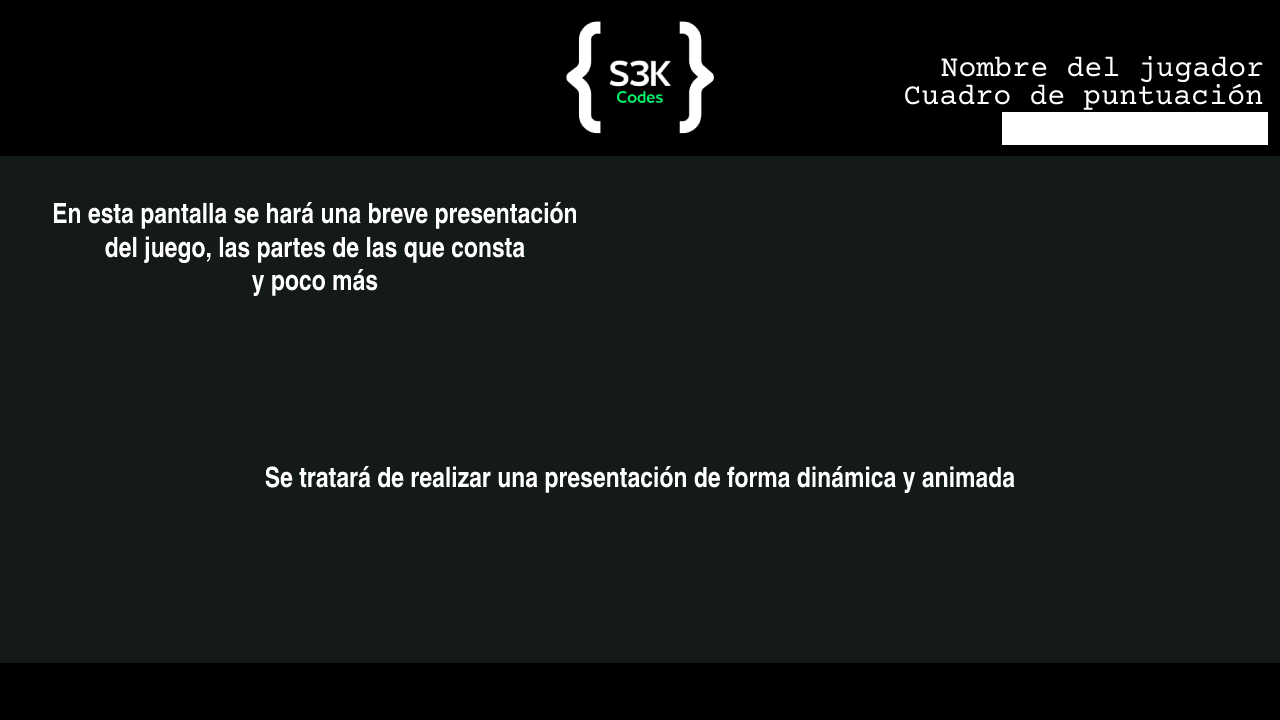 S3K
Codes
Nombre del jugador
Cuadro de puntuación
En esta pantalla se hará una breve presentación
del juego, las partes de las que consta
y poco más
Se tratará de realizar una presentación de forma dinámica y animada